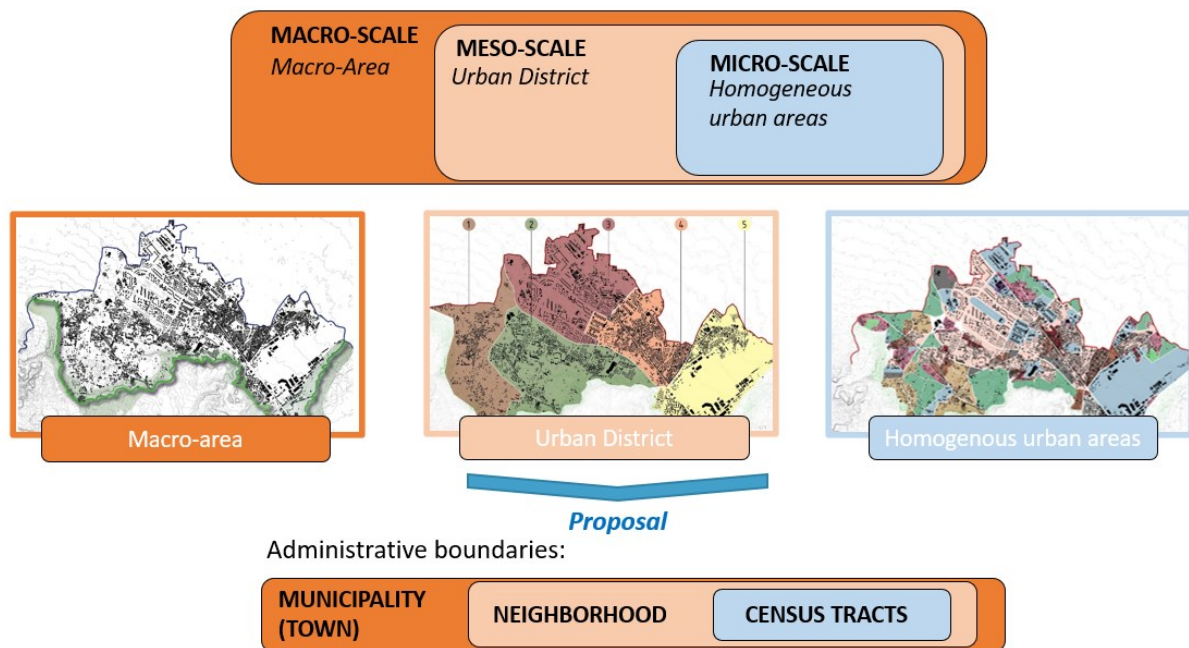 MACRO-SCALE
Macro-Area
MESO-SCALE
Urban District
MICRO-SCALE
Homogeneous
urban areas
1
2
3
4
5
Macro-area
Urban District
Homogenous urban areas
Proposal
Administrative boundaries:
MUNICIPALITY
(TOWN)
NEIGHBORHOOD
CENSUS TRACTS